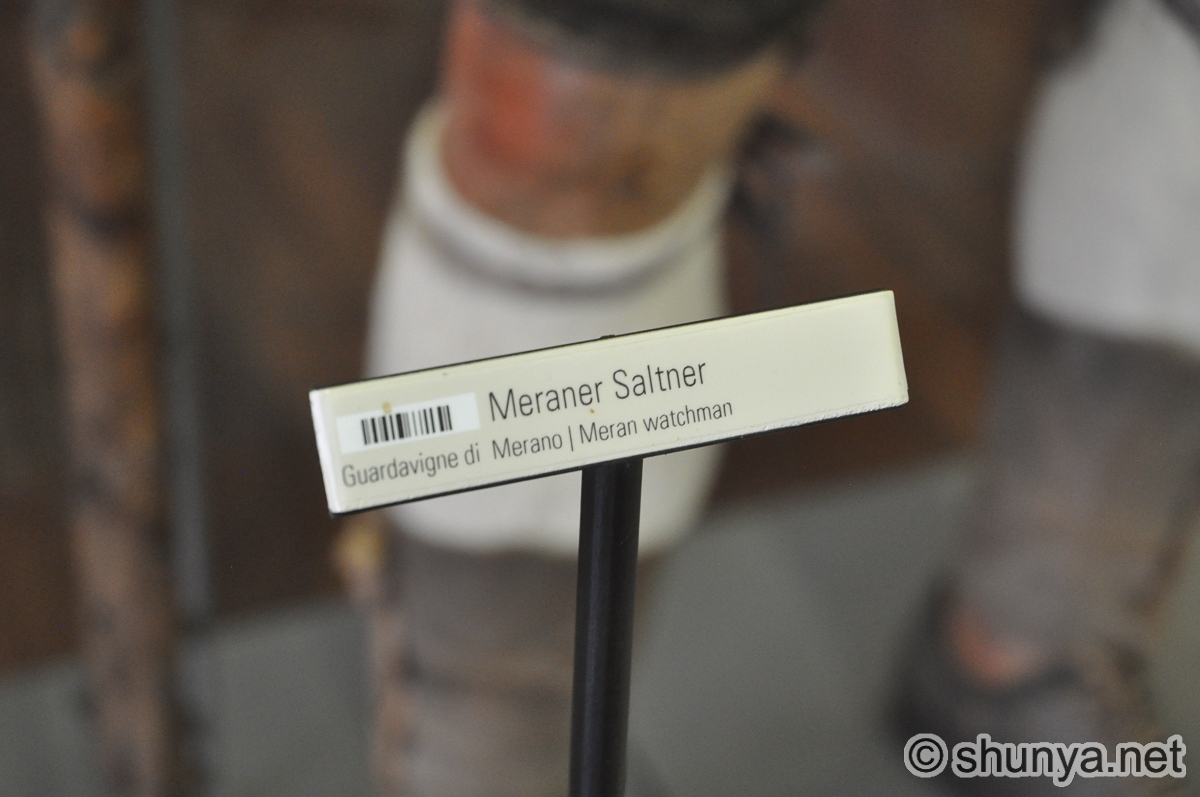 Meraner Saltner
Guardavigne di Merano | Meran watchman
©shunya.net